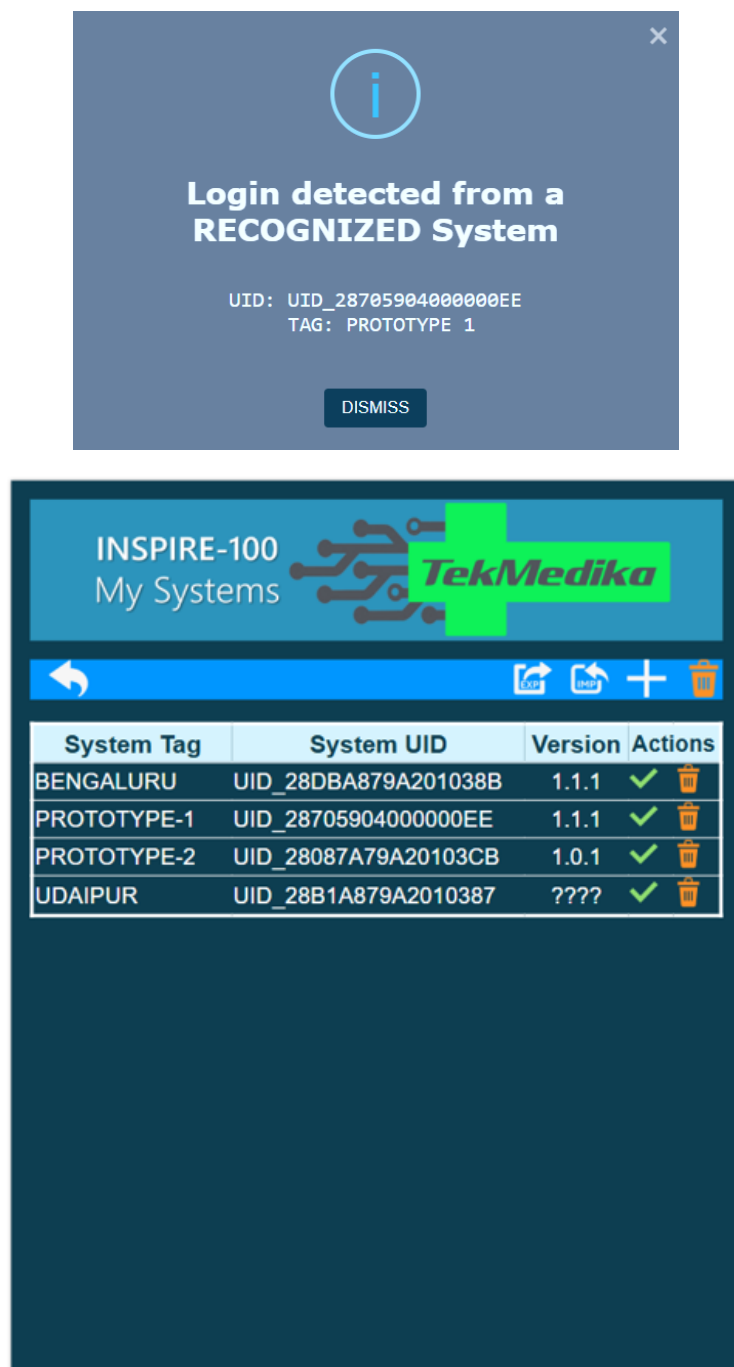 Login detected from a
RECOGNIZED System
UID: UID_28705904000000EE
TAG: PROTOTYPE 1
DISMISS
INSPIRE-100
My Systems
TekMedika
EXP IMP
System Tag System UID Version Actions
BENGALURU UID_28DBA879A201038B 1.1.1
PROTOTYPE-1 UID_28705904000000EE 1.1.1
PROTOTYPE-2 UID_28087A79A20103CB 1.0.1
UDAIPUR UID_28B1A879A2010387 ????